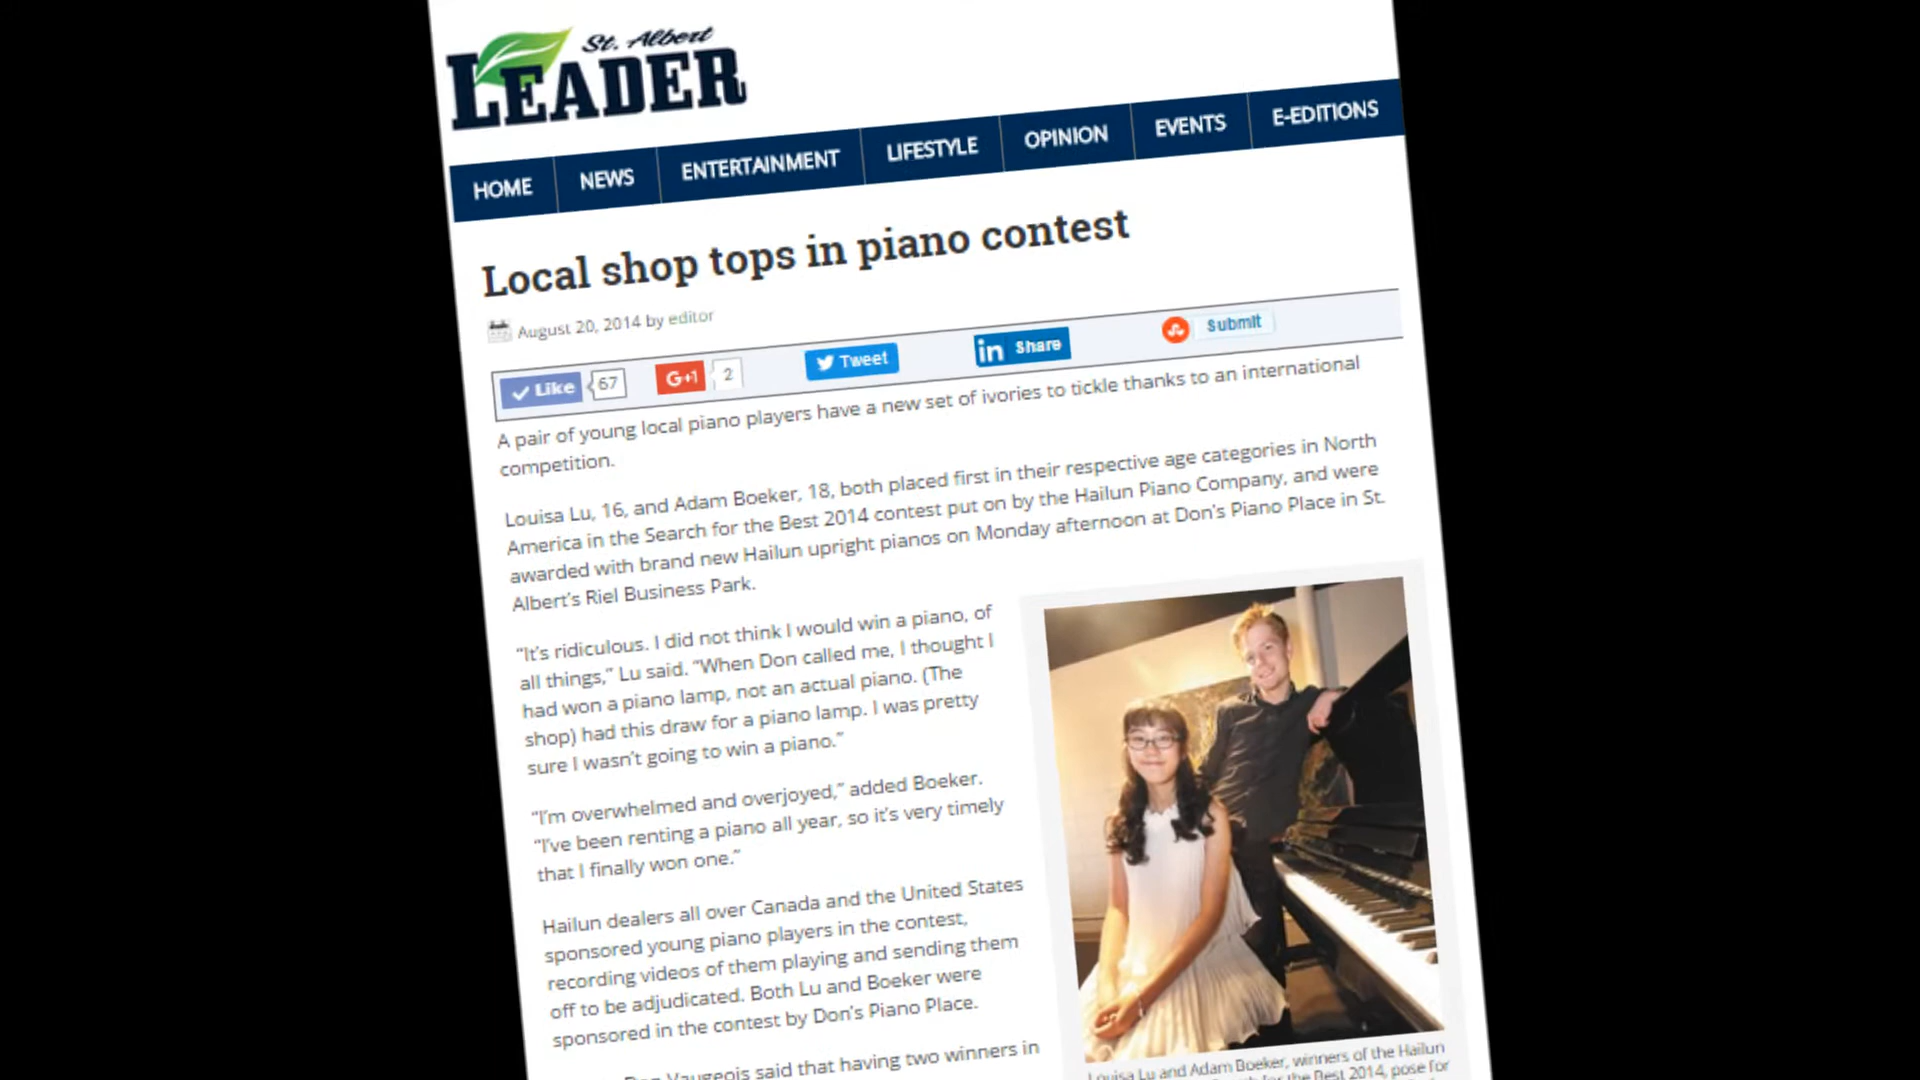 St. Albert
LEADER
HOME NEWS ENTERTAINMENT LIFESTYLE OPINION EVENTS E-EDITIONS
Local shop tops in piano contest
August 20, 2014 by editor
Like 67 G+1 2 Tweet in Share Submit
A pair of young local piano players have a new set of ivories to tickle thanks to an international
competition.
Louisa Lu, 16, and Adam Boeker, 18, both placed first in their respective age categories in North
America in the Search for the Best 2014 contest put on by the Hailun Piano Company, and were
awarded with brand new Hailun upright pianos on Monday afternoon at Don's Piano Place in St.
Albert's Riel Business Park.
“It's ridiculous. I did not think I would win a piano, of
all things,” Lu said. “When Don called me, I thought I
had won a piano lamp, not an actual piano. (The
shop) had this draw for a piano lamp. I was pretty
sure I wasn't going to win a piano.”
“I'm overwhelmed and overjoyed,” added Boeker.
“I've been renting a piano all year, so it's very timely
that I finally won one.”
Hailun dealers all over Canada and the United States
sponsored young piano players in the contest,
recording videos of them playing and sending them
off to be adjudicated. Both Lu and Boeker were
sponsored in the contest by Don's Piano Place.
Don Vaugeois said that having two winners in
Louisa Lu and Adam Boeker, winners of the Hailun
for the Best 2014, pose for